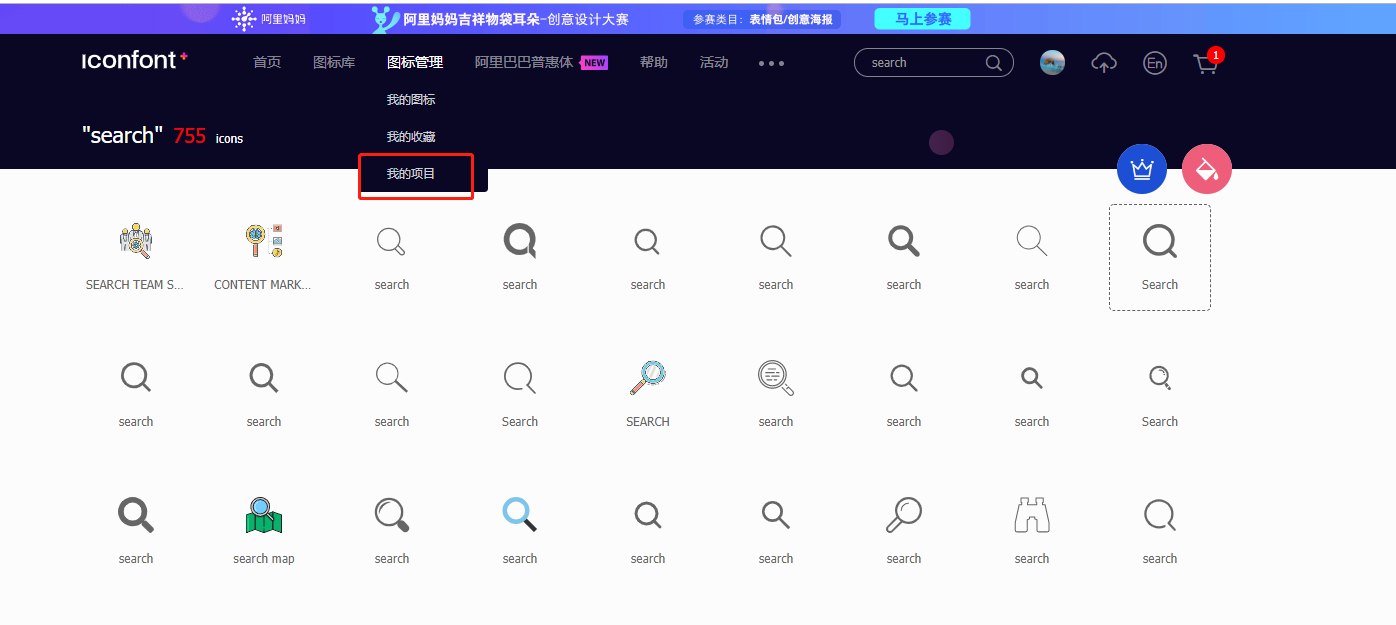 阿里妈妈 阿里妈妈吉祥物袋耳朵-创意设计大赛 参赛类目：表情包/创意海报 马上参赛
iconfont+ 首页 图标库 图标管理 阿里巴巴普惠体 NEW 帮助 活动 search En 1
我的图标
我的收藏
"search" 755 icons
我的项目
SEARCH TEAM S... CONTENT MARK... search search search search search search Search
search search search Search SEARCH search search search Search
search search map search search search search search search search